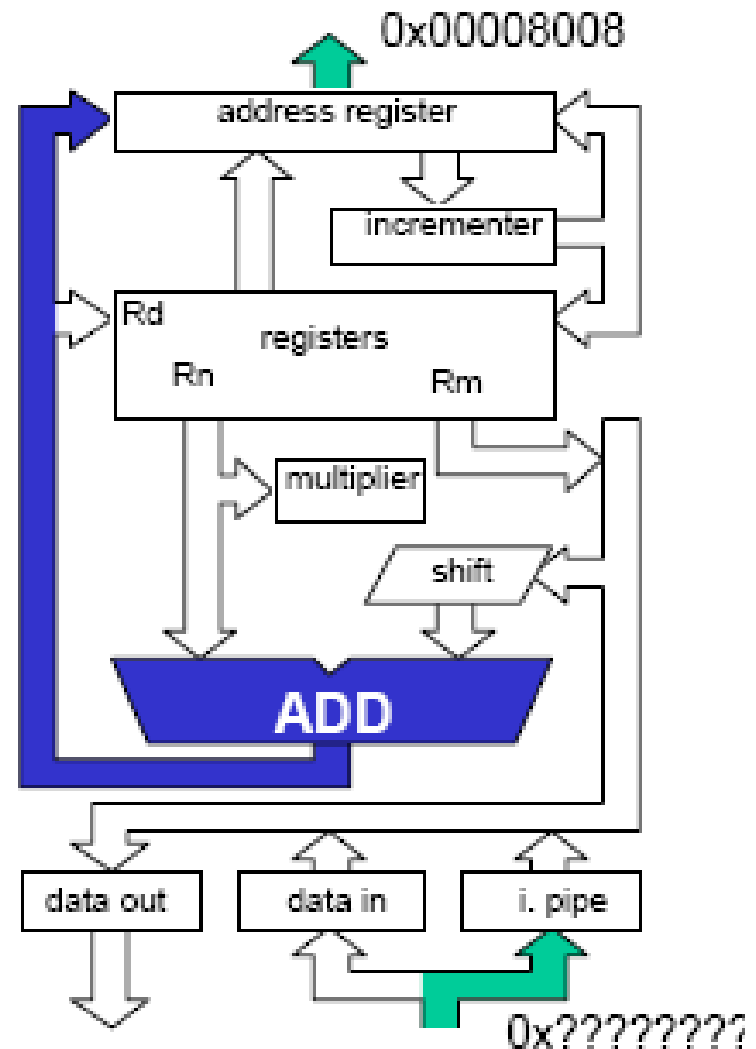 0x00008008
address register
incrementer
Rd
registers
Rn
Rm
multiplier
shift
ADD
data out
data in
i. pipe
0x????????